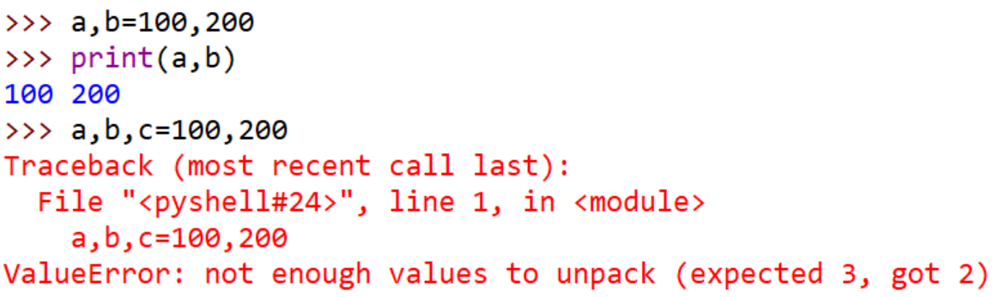 >>> a,b=100,200
>>> print(a,b)
100 200
>>> a,b,c=100,200
Traceback (most recent call last):
  File "<pyshell#24>", line 1, in <module>
    a,b,c=100,200
ValueError: not enough values to unpack (expected 3, got 2)